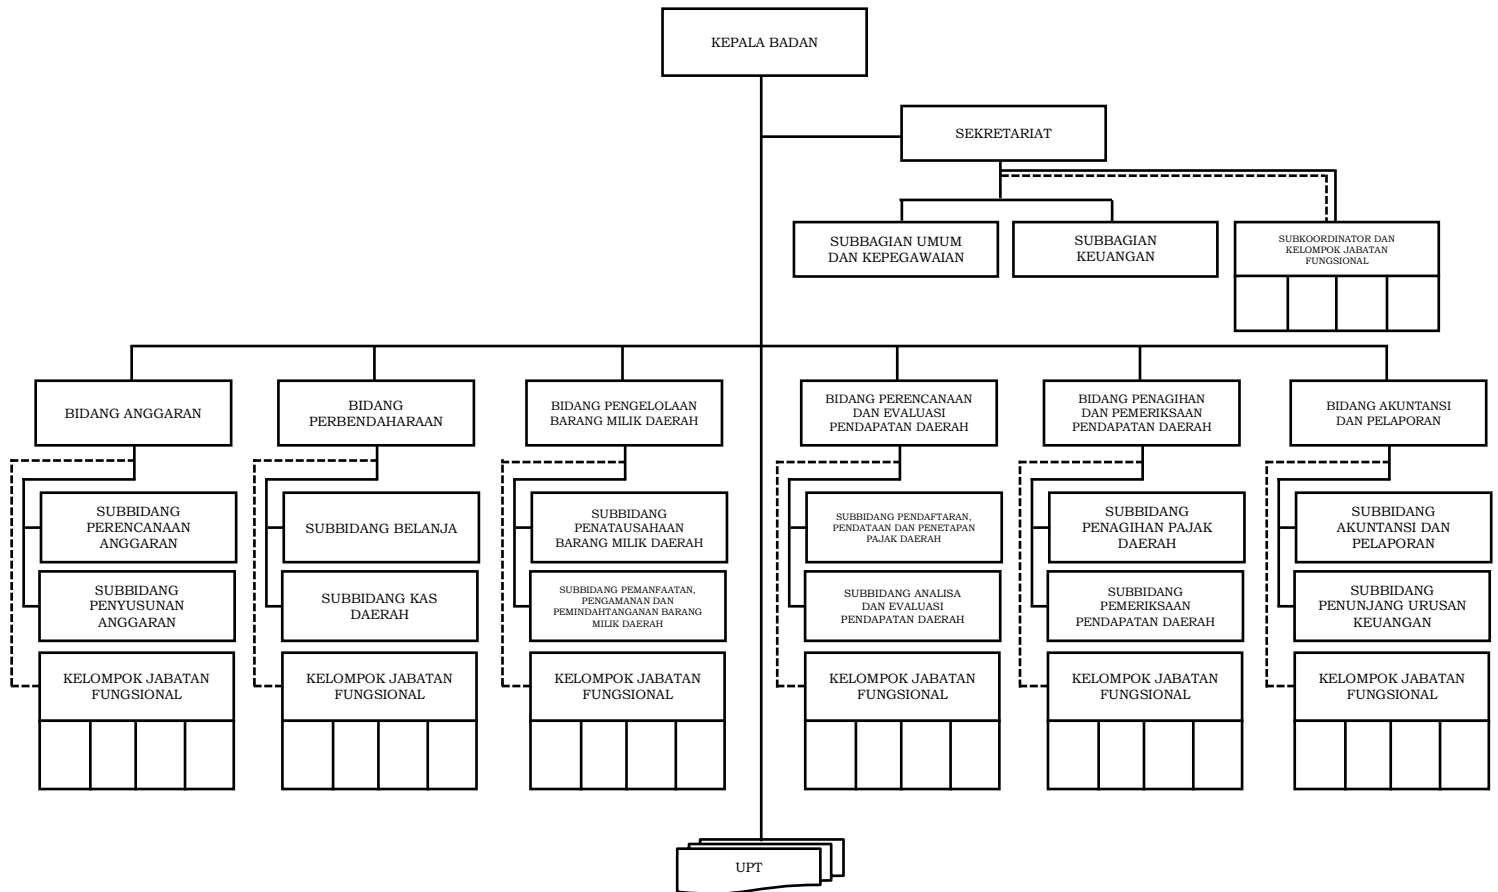 KEPALA BADAN
SEKRETARIAT
SUBBAGIAN UMUM
DAN KEPEGAWAIAN
SUBBAGIAN
KEUANGAN
SUBKOORDINATOR DAN
KELOMPOK JABATAN
FUNGSIONAL
BIDANG ANGGARAN
BIDANG
PERBENDAHARAAN
BIDANG PENGELOLAAN
BARANG MILIK DAERAH
BIDANG PERENCANAAN
DAN EVALUASI
PENDAPATAN DAERAH
BIDANG PENAGIHAN
DAN PEMERIKSAAN
PENDAPATAN DAERAH
BIDANG AKUNTANSI
DAN PELAPORAN
SUBBIDANG
PERENCANAAN
ANGGARAN
SUBBIDANG BELANJA
SUBBIDANG
PENATAUSAHAAN
BARANG MILIK DAERAH
SUBBIDANG PENDAFTARAN,
PENDATAAN DAN PENETAPAN
PAJAK DAERAH
SUBBIDANG
PENAGIHAN PAJAK
DAERAH
SUBBIDANG
AKUNTANSI DAN
PELAPORAN
SUBBIDANG
PENYUSUNAN
ANGGARAN
SUBBIDANG KAS
DAERAH
SUBBIDANG PEMANFAATAN,
PENGAMANAN DAN
PEMINDAHTANGANAN BARANG
MILIK DAERAH
SUBBIDANG ANALISA
DAN EVALUASI
PENDAPATAN DAERAH
SUBBIDANG
PEMERIKSAAN
PENDAPATAN DAERAH
SUBBIDANG
PENUNJANG URUSAN
KEUANGAN
KELOMPOK JABATAN
FUNGSIONAL
KELOMPOK JABATAN
FUNGSIONAL
KELOMPOK JABATAN
FUNGSIONAL
KELOMPOK JABATAN
FUNGSIONAL
KELOMPOK JABATAN
FUNGSIONAL
KELOMPOK JABATAN
FUNGSIONAL
UPT